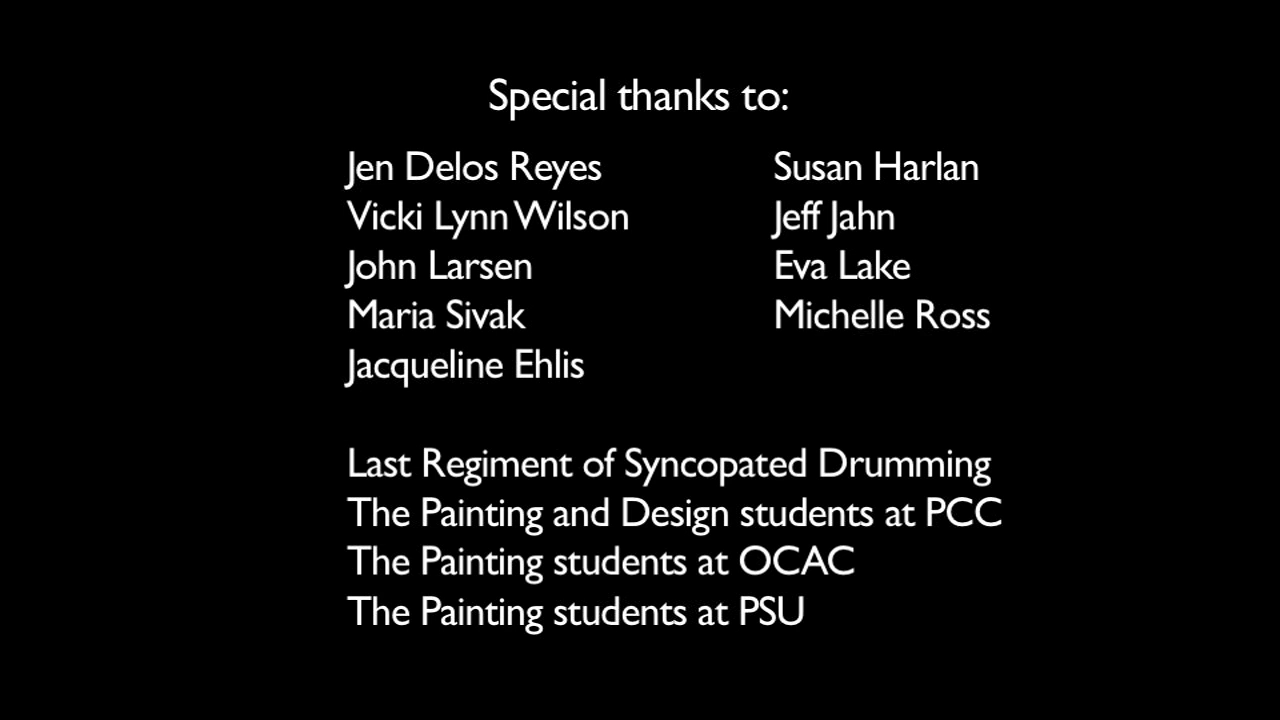 Special thanks to:
Jen Delos Reyes
Vicki Lynn Wilson
John Larsen
Maria Sivak
Jacqueline Ehlis
Susan Harlan
Jeff Jahn
Eva Lake
Michelle Ross
Last Regiment of Syncopated Drumming
The Painting and Design students at PCC
The Painting students at OCAC
The Painting students at PSU